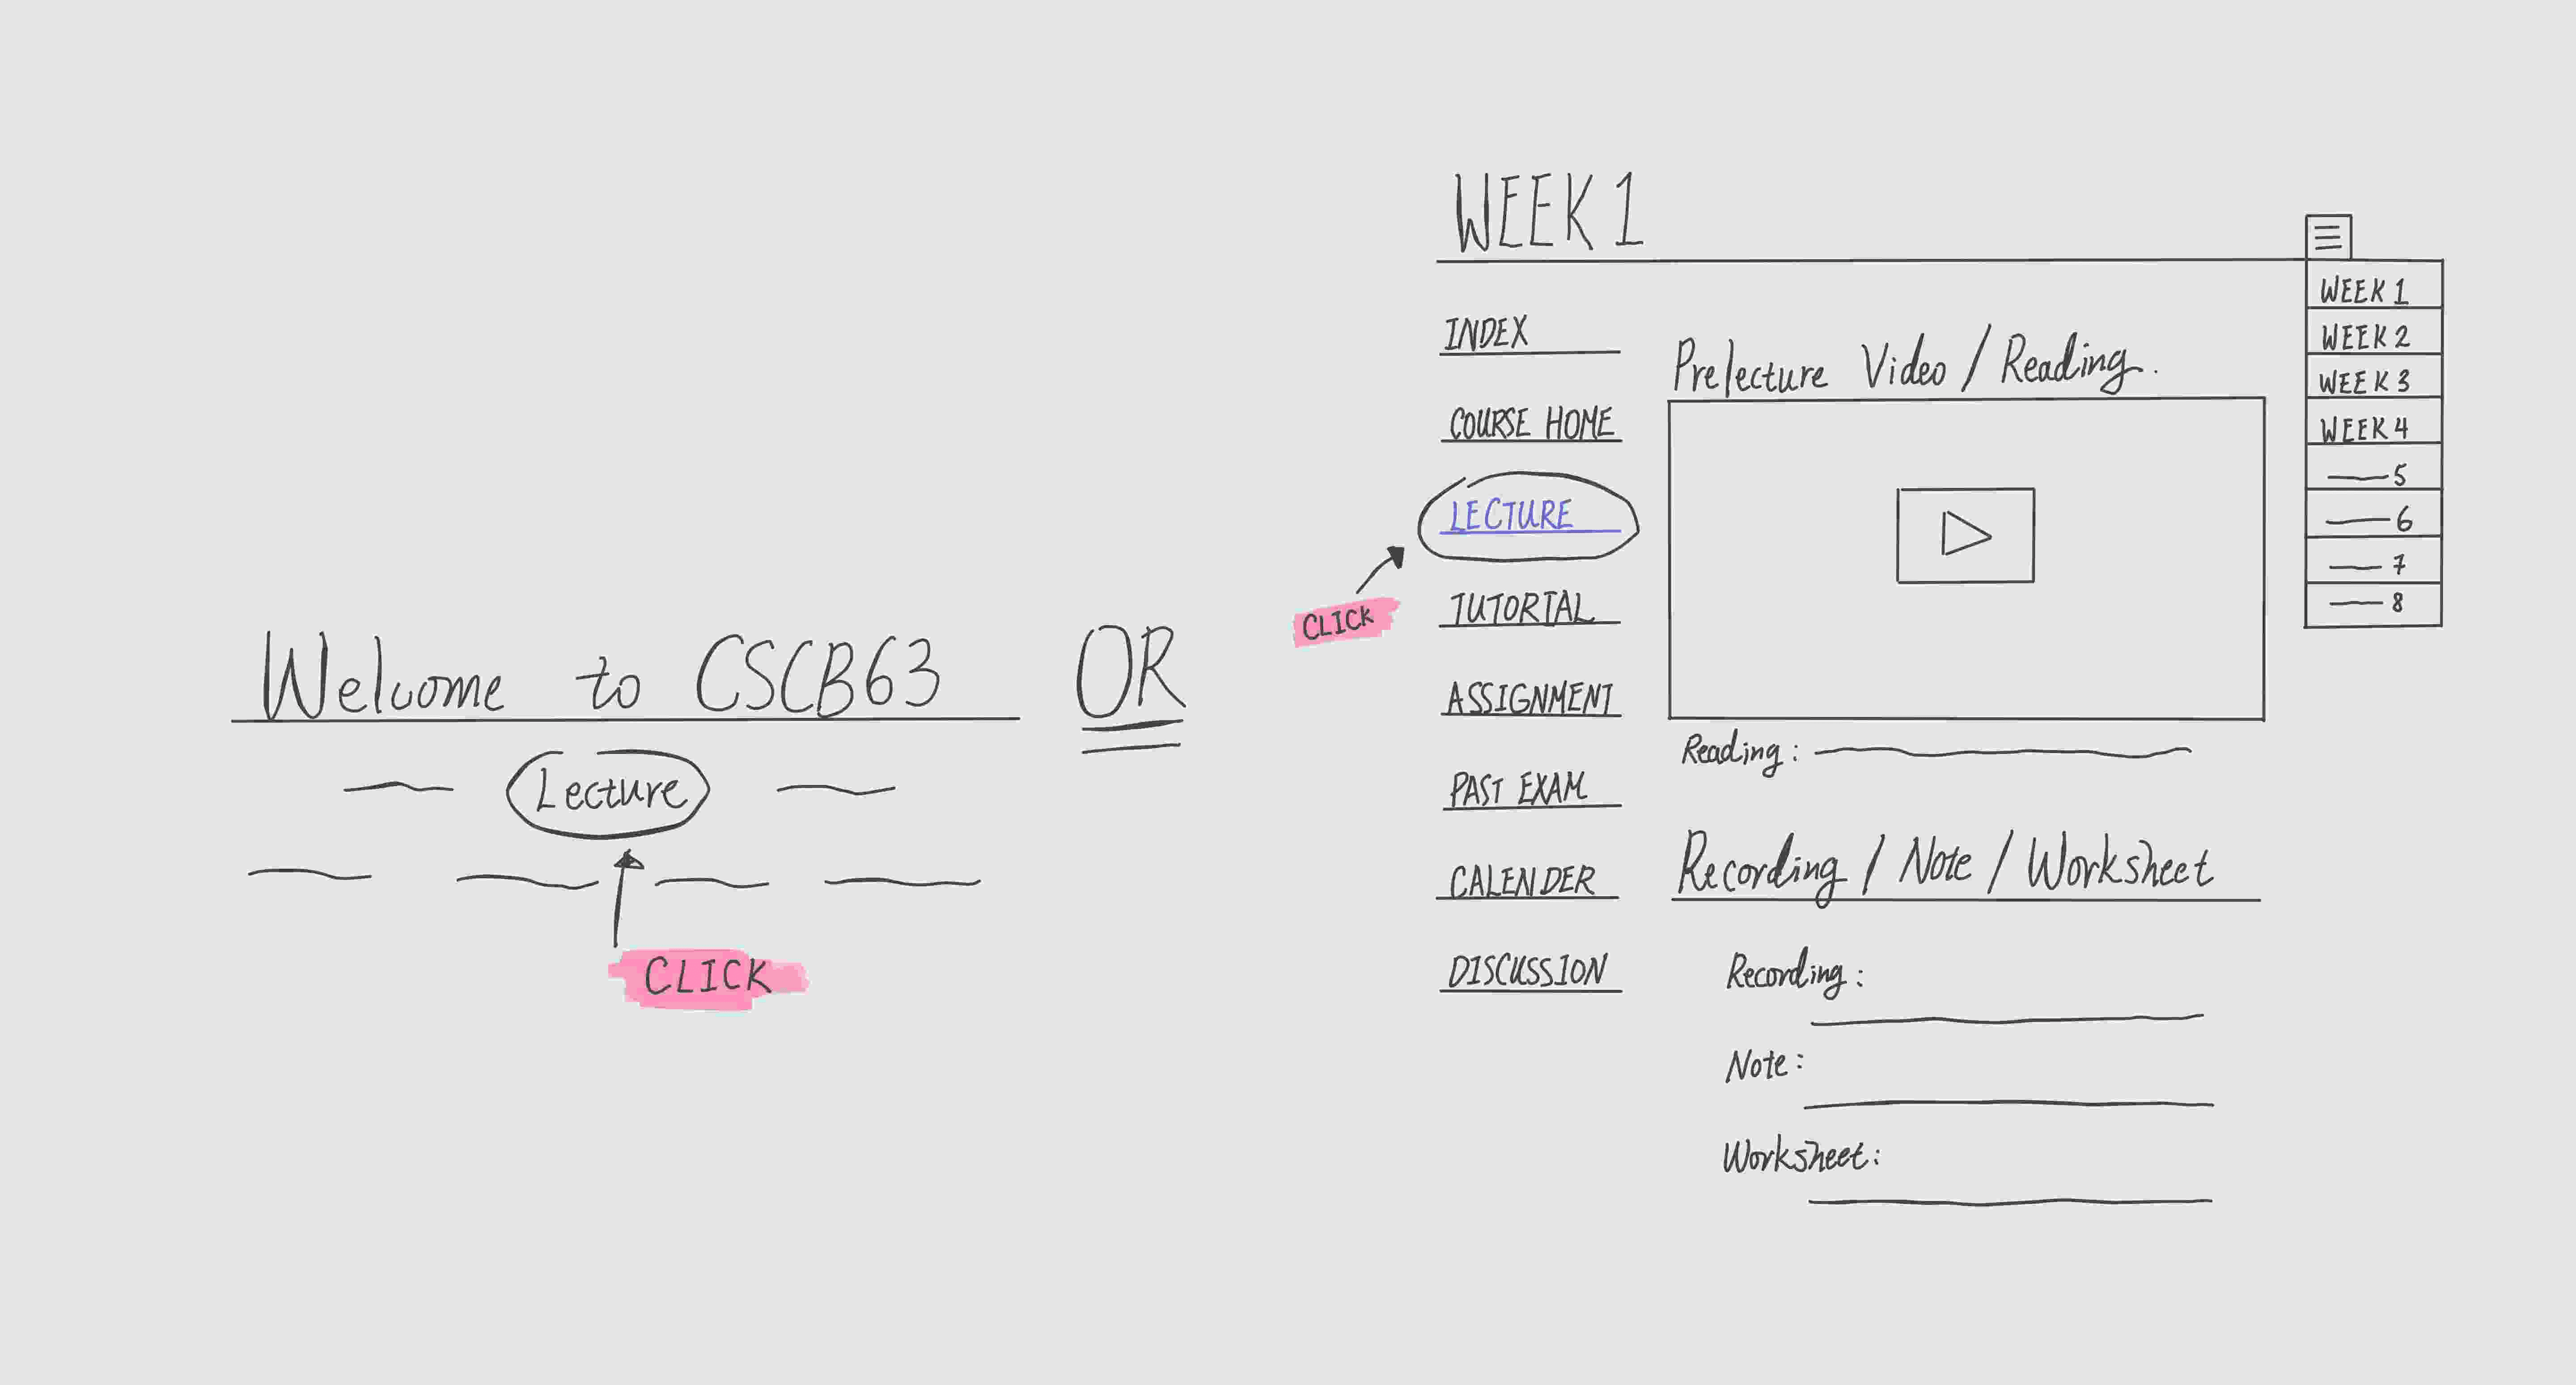 Welcome to CSCB63
Lecture
CLICK
OR
WEEK 1
INDEX
COURSE HOME
LECTURE
CLICK
TUTORIAL
ASSIGNMENT
PAST EXAM
CALENDER
DISCUSSION
Prelecture Video / Reading.
Reading:
Recording / Note / Worksheet
Recording:
Note:
Worksheet:
WEEK 1
WEEK 2
WEEK 3
WEEK 4
5
6
7
8